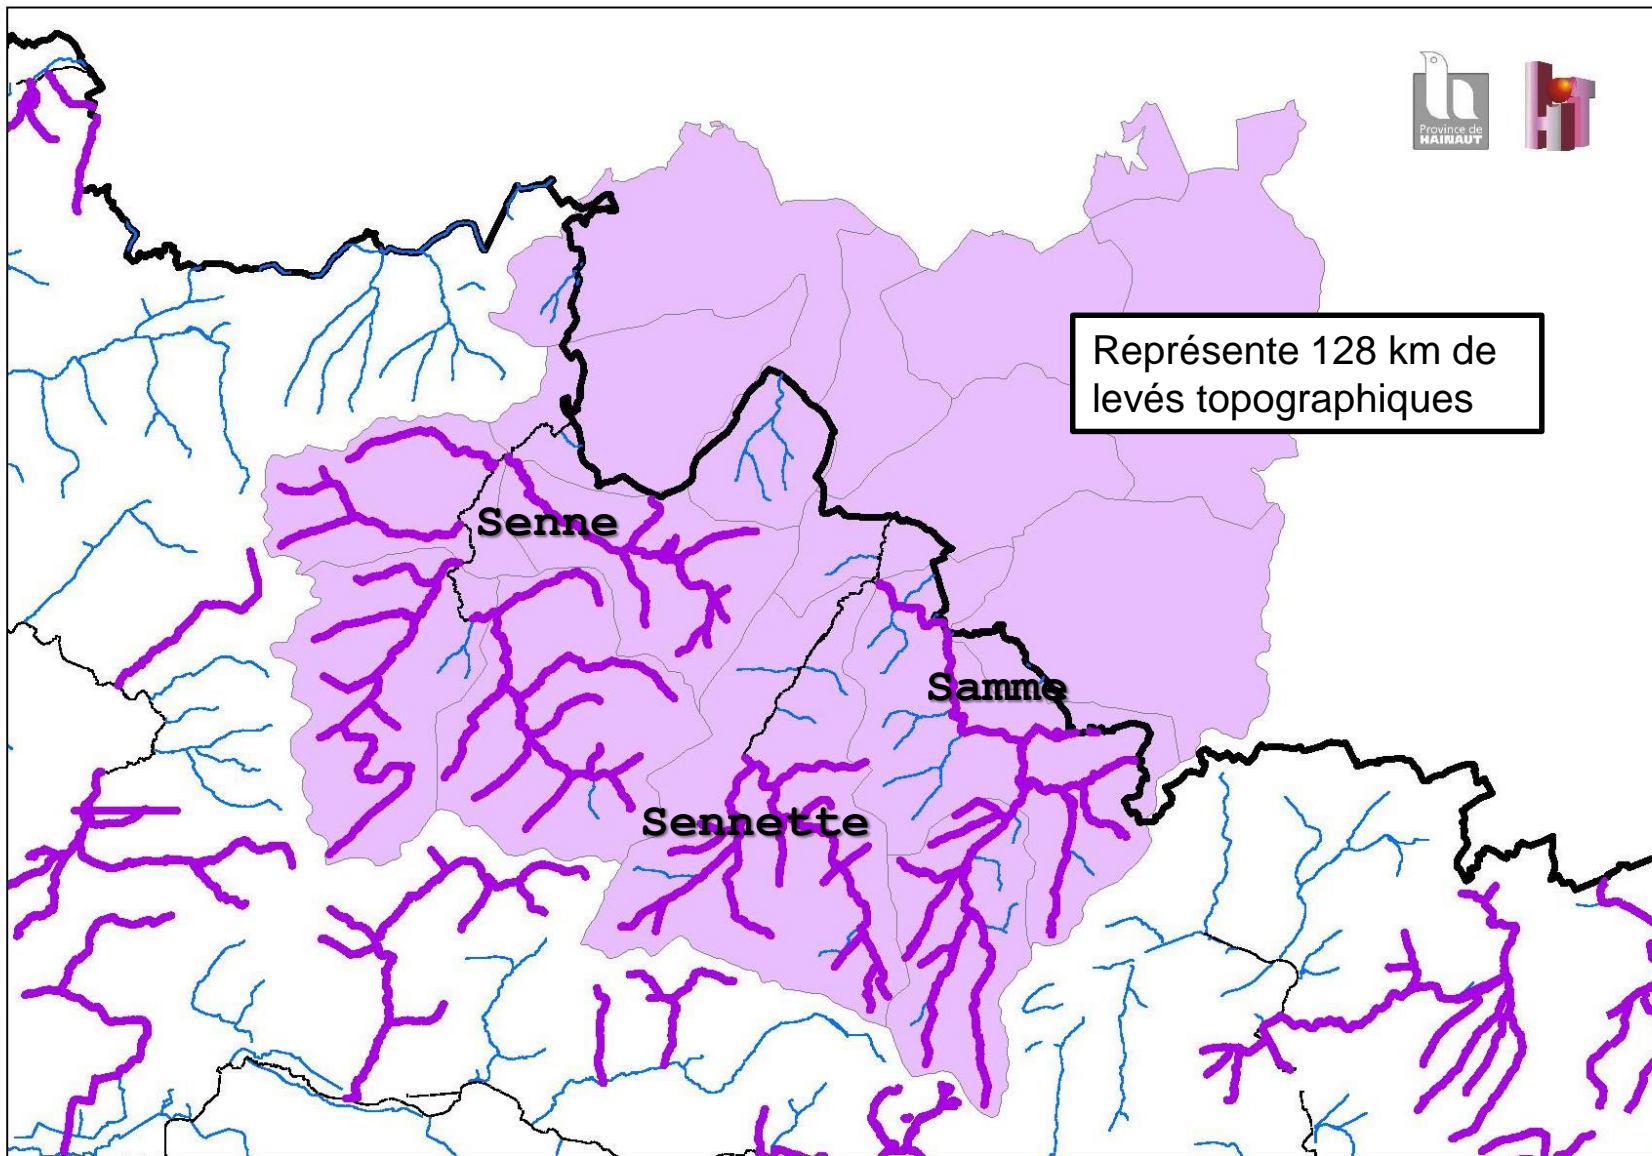 Province de
HAINAUT
Représente 128 km de
levés topographiques
Senne
Samme
Sennette